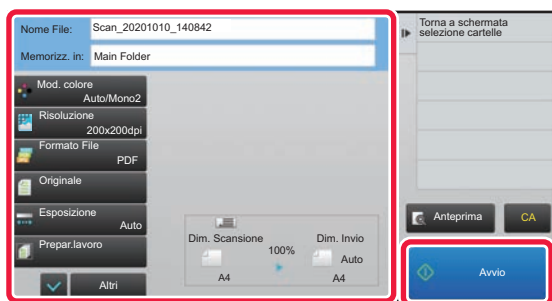 Nome File:
Scan_20201010_140842
Memorizz. in:
Main Folder
Mod. colore
Auto/Mono2
Risoluzione
200x200dpi
Formato File
PDF
Originale
Esposizione
Auto
Prepar.lavoro
Altri
Dim. Scansione
100%
Dim. Invio
Auto
A4
A4
Torna a schermata
selezione cartelle
Anteprima
CA
Avvio